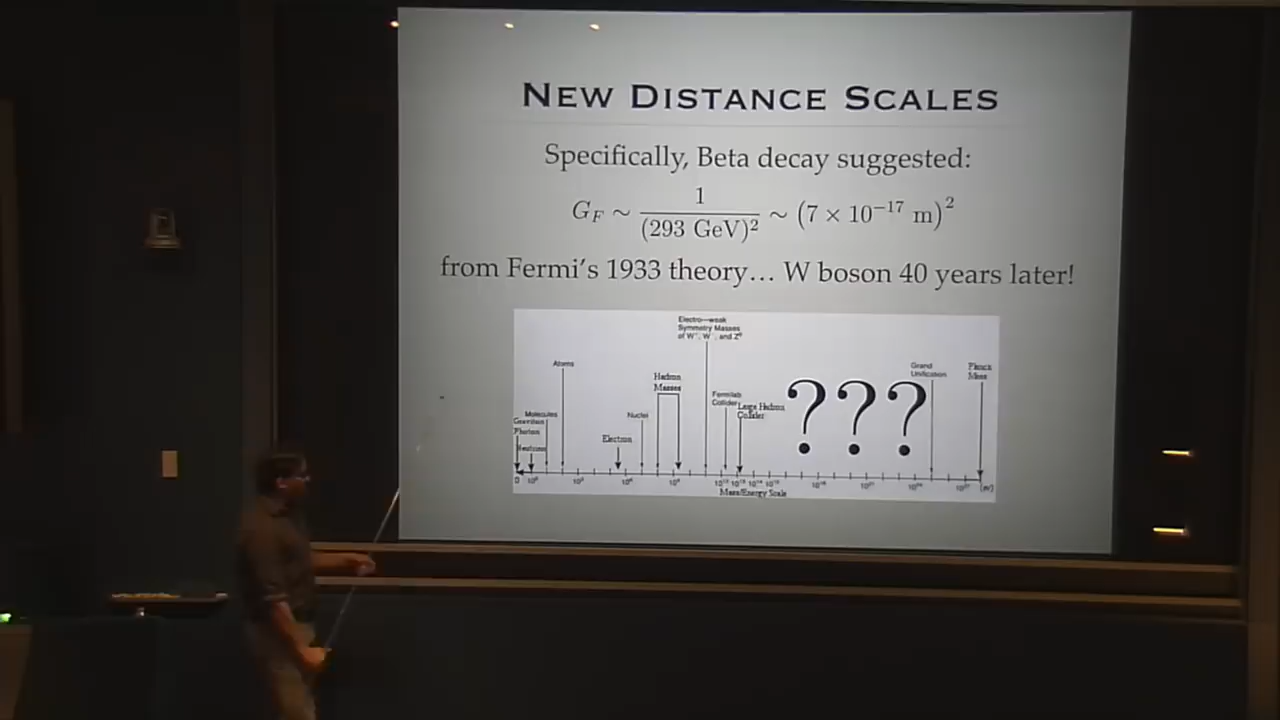 NEW DISTANCE SCALES
Specifically, Beta decay suggested:
G_F ~ 1/(293 GeV)² ~ (7 × 10⁻¹⁷ m)²
from Fermi's 1933 theory... W boson 40 years later!
Electro-weak
Symmetry Masses
of W⁺, W⁻, and Z⁰
Atoms
Grand
Unification
Planck
Mass
Hadron
Masses
Fermilab
Collider
Large Hadron
Collider
? ? ?
Molecules
Nuclei
Graviton
Photon
Electron
Neutrinos
0
Mass/Energy Scale